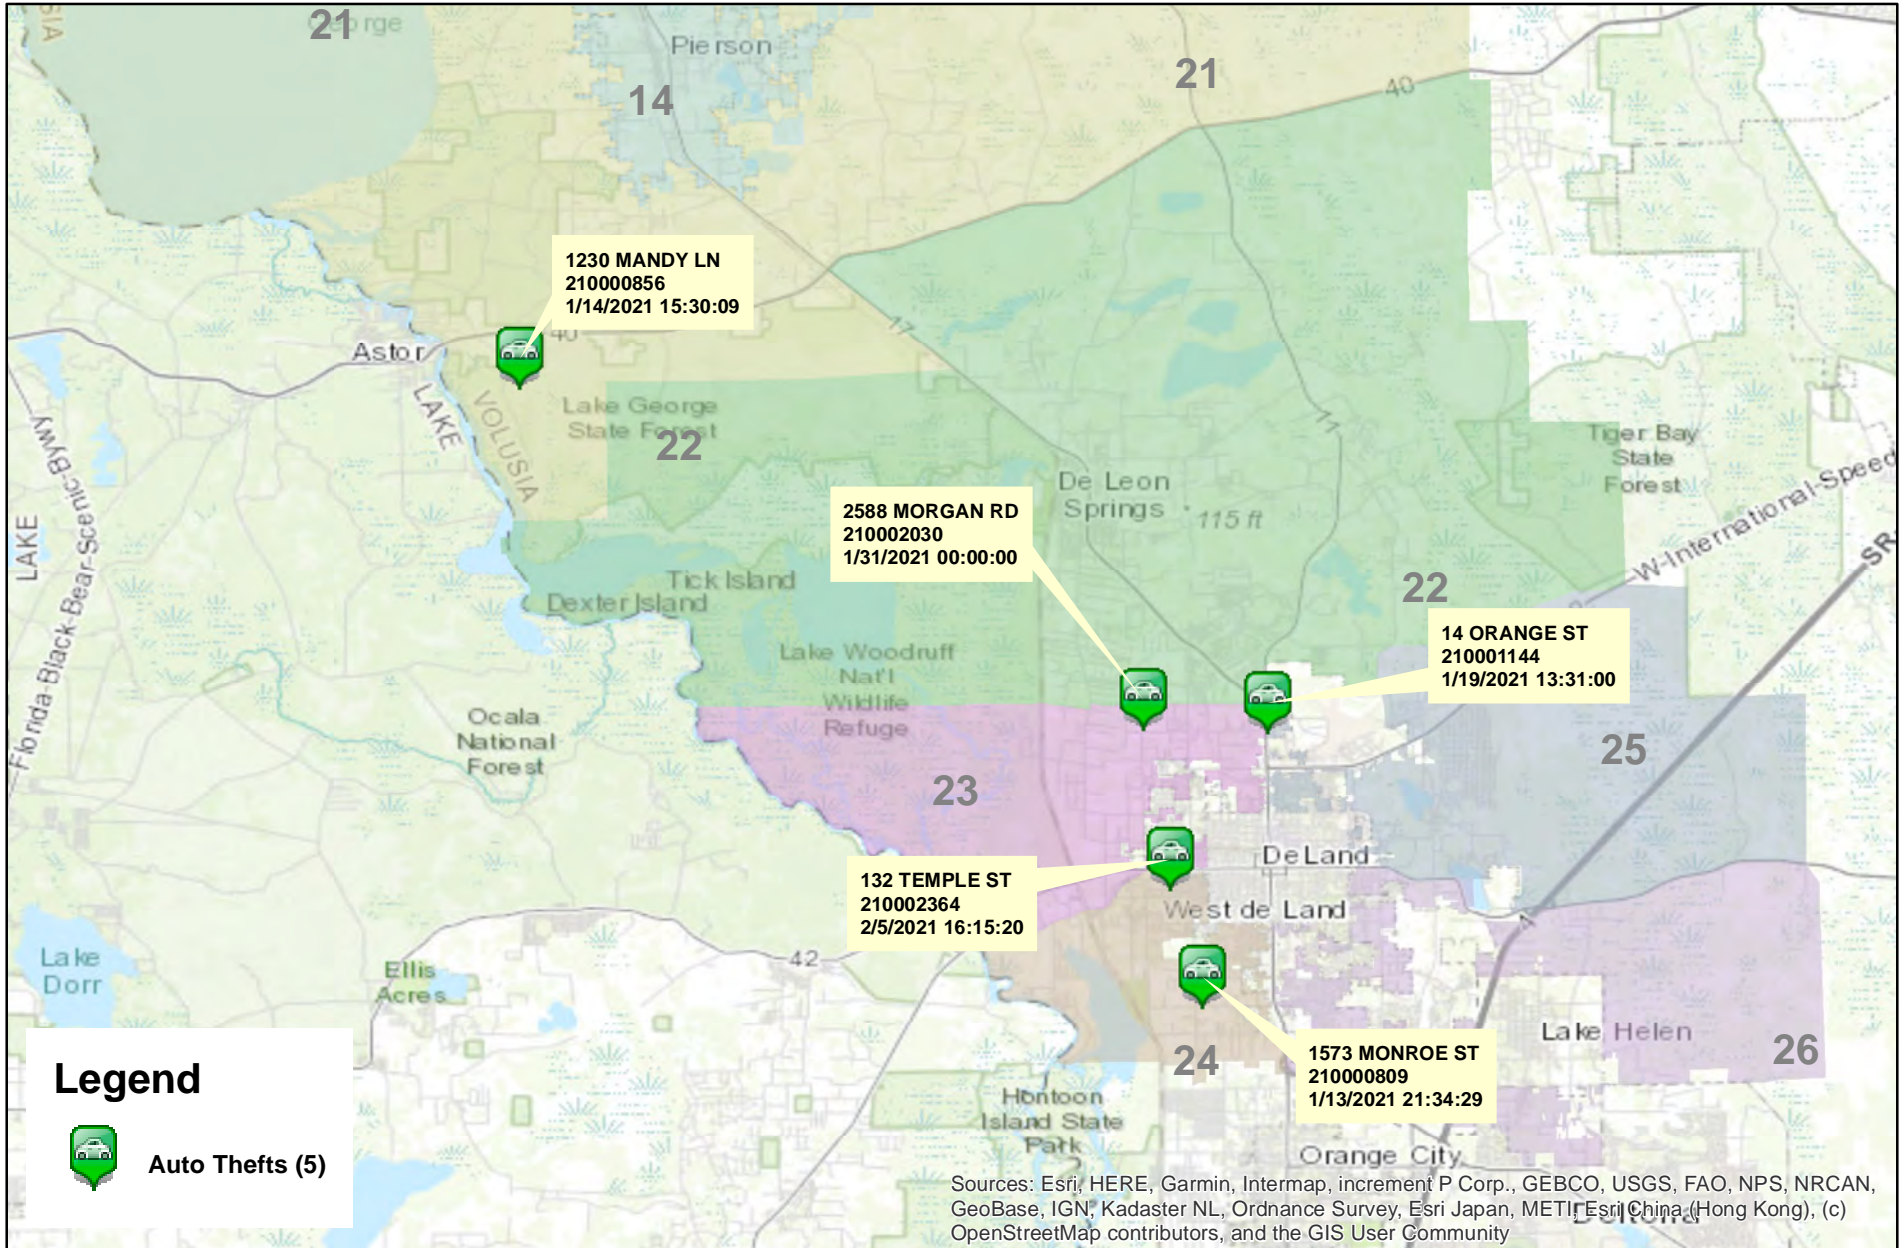 SIA
21
George
Pierson
14
21
40
1230 MANDY LN
210000856
1/14/2021 15:30:09
40
17
Astor
LAKE
VOLUSIA
Lake George
State Forest
22
11
Tiger Bay
State
Forest
De Leon
Springs
115 ft
2588 MORGAN RD
210002030
1/31/2021 00:00:00
W-International-Speed
SR
LAKE
Florida-Black-Bear-Scenic-Bywy
Tick Island
Dexter Island
22
14 ORANGE ST
210001144
1/19/2021 13:31:00
Lake Woodruff
Nat'l
Wildlife
Refuge
Ocala
National
Forest
23
25
DeLand
132 TEMPLE ST
210002364
2/5/2021 16:15:20
West de Land
4
42
Lake
Dorr
Ellis
Acres
Lake Helen
26
24
1573 MONROE ST
210000809
1/13/2021 21:34:29
Hontoon
Island State
Park
Orange City
Deltona
Legend
Auto Thefts (5)
Sources: Esri, HERE, Garmin, Intermap, increment P Corp., GEBCO, USGS, FAO, NPS, NRCAN,
GeoBase, IGN, Kadaster NL, Ordnance Survey, Esri Japan, METI, Esri China (Hong Kong), (c)
OpenStreetMap contributors, and the GIS User Community